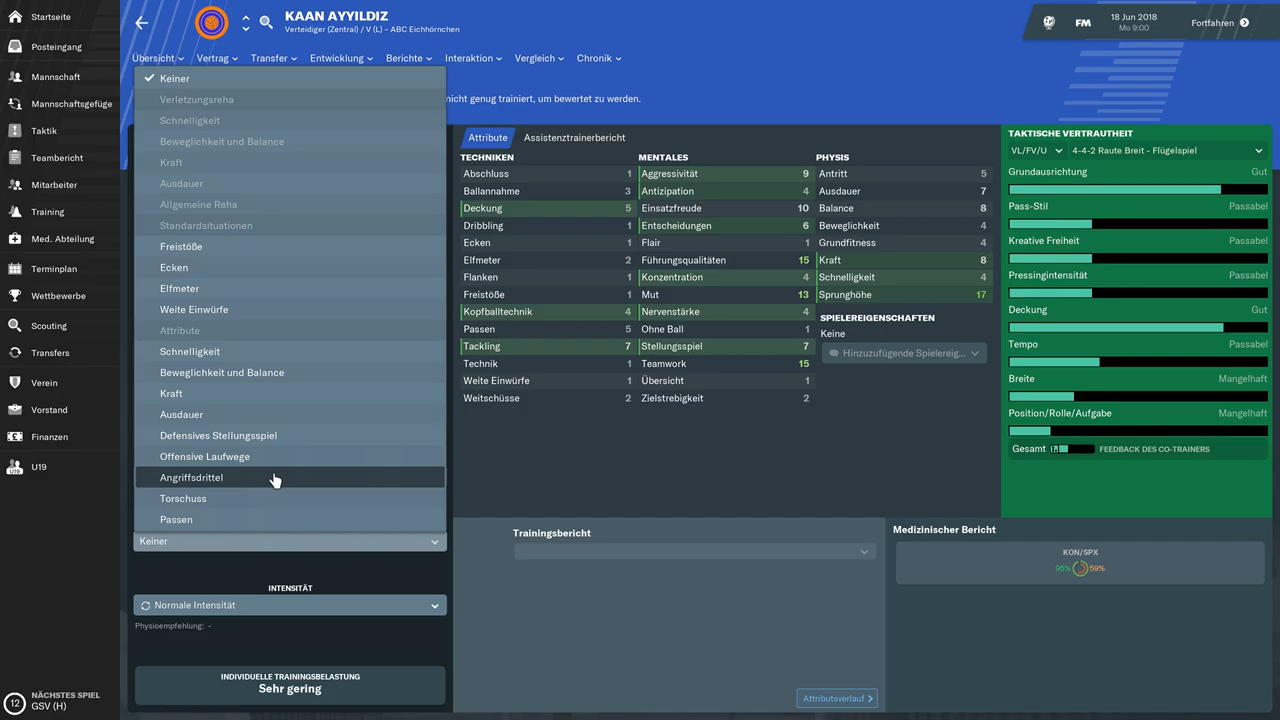 Startseite
Posteingang
Mannschaft
Mannschaftsgefüge
Taktik
Teambericht
Mitarbeiter
Training
Med. Abteilung
Terminplan
Wettbewerbe
Scouting
Transfers
Verein
Vorstand
Finanzen
U19
U19
12
NÄCHSTES SPIEL
GSV (H)
KAAN AYYILDIZ
Verteidiger (Zentral) / V (L) – ABC Eichhörnchen
FM
18 Jun 2018
Mo 9:00
Fortfahren
Übersicht Vertrag Transfer Entwicklung Berichte Interaktion Vergleich Chronik
nicht genug trainiert, um bewertet zu werden.
Keiner
Verletzungsreha
Schnelligkeit
Beweglichkeit und Balance
Kraft
Ausdauer
Allgemeine Reha
Standardsituationen
Freistöße
Ecken
Elfmeter
Weite Einwürfe
Attribute
Schnelligkeit
Beweglichkeit und Balance
Kraft
Ausdauer
Defensives Stellungsspiel
Offensive Laufwege
Angriffsdrittel
Torschuss
Passen
Keiner
INTENSITÄT
Normale Intensität
Physioempfehlung: -
INDIVIDUELLE TRAININGSBELASTUNG
Sehr gering
Attribute Assistenztrainerbericht
TECHNIKEN
Abschluss 1
Ballannahme 3
Deckung 5
Dribbling 1
Ecken 1
Elfmeter 2
Flanken 1
Freistöße 1
Kopfballtechnik 4
Passen 5
Tackling 7
Technik 1
Weite Einwürfe 1
Weitschüsse 2
MENTALES
Aggressivität 9
Antizipation 4
Einsatzfreude 10
Entscheidungen 6
Flair 1
Führungsqualitäten 15
Konzentration 4
Mut 13
Nervenstärke 4
Ohne Ball 1
Stellungsspiel 7
Teamwork 15
Übersicht 1
Zielstrebigkeit 2
PHYSIS
Antritt 5
Ausdauer 7
Balance 8
Beweglichkeit 4
Grundfitness 4
Kraft 8
Schnelligkeit 4
Sprunghöhe 17
SPIELEREIGENSCHAFTEN
Keine
Hinzuzufügende Spielereig...
TAKTISCHE VERTRAUTHEIT
VL/FV/U 4-4-2 Raute Breit - Flügelspiel
Grundausrichtung Gut
Pass-Stil Passabel
Kreative Freiheit Passabel
Pressingintensität Passabel
Deckung Gut
Tempo Passabel
Breite Mangelhaft
Position/Rolle/Aufgabe Mangelhaft
Gesamt FEEDBACK DES CO-TRAINERS
Trainingsbericht
Attributsverlauf
Medizinischer Bericht
KON/SPX
95% 59%